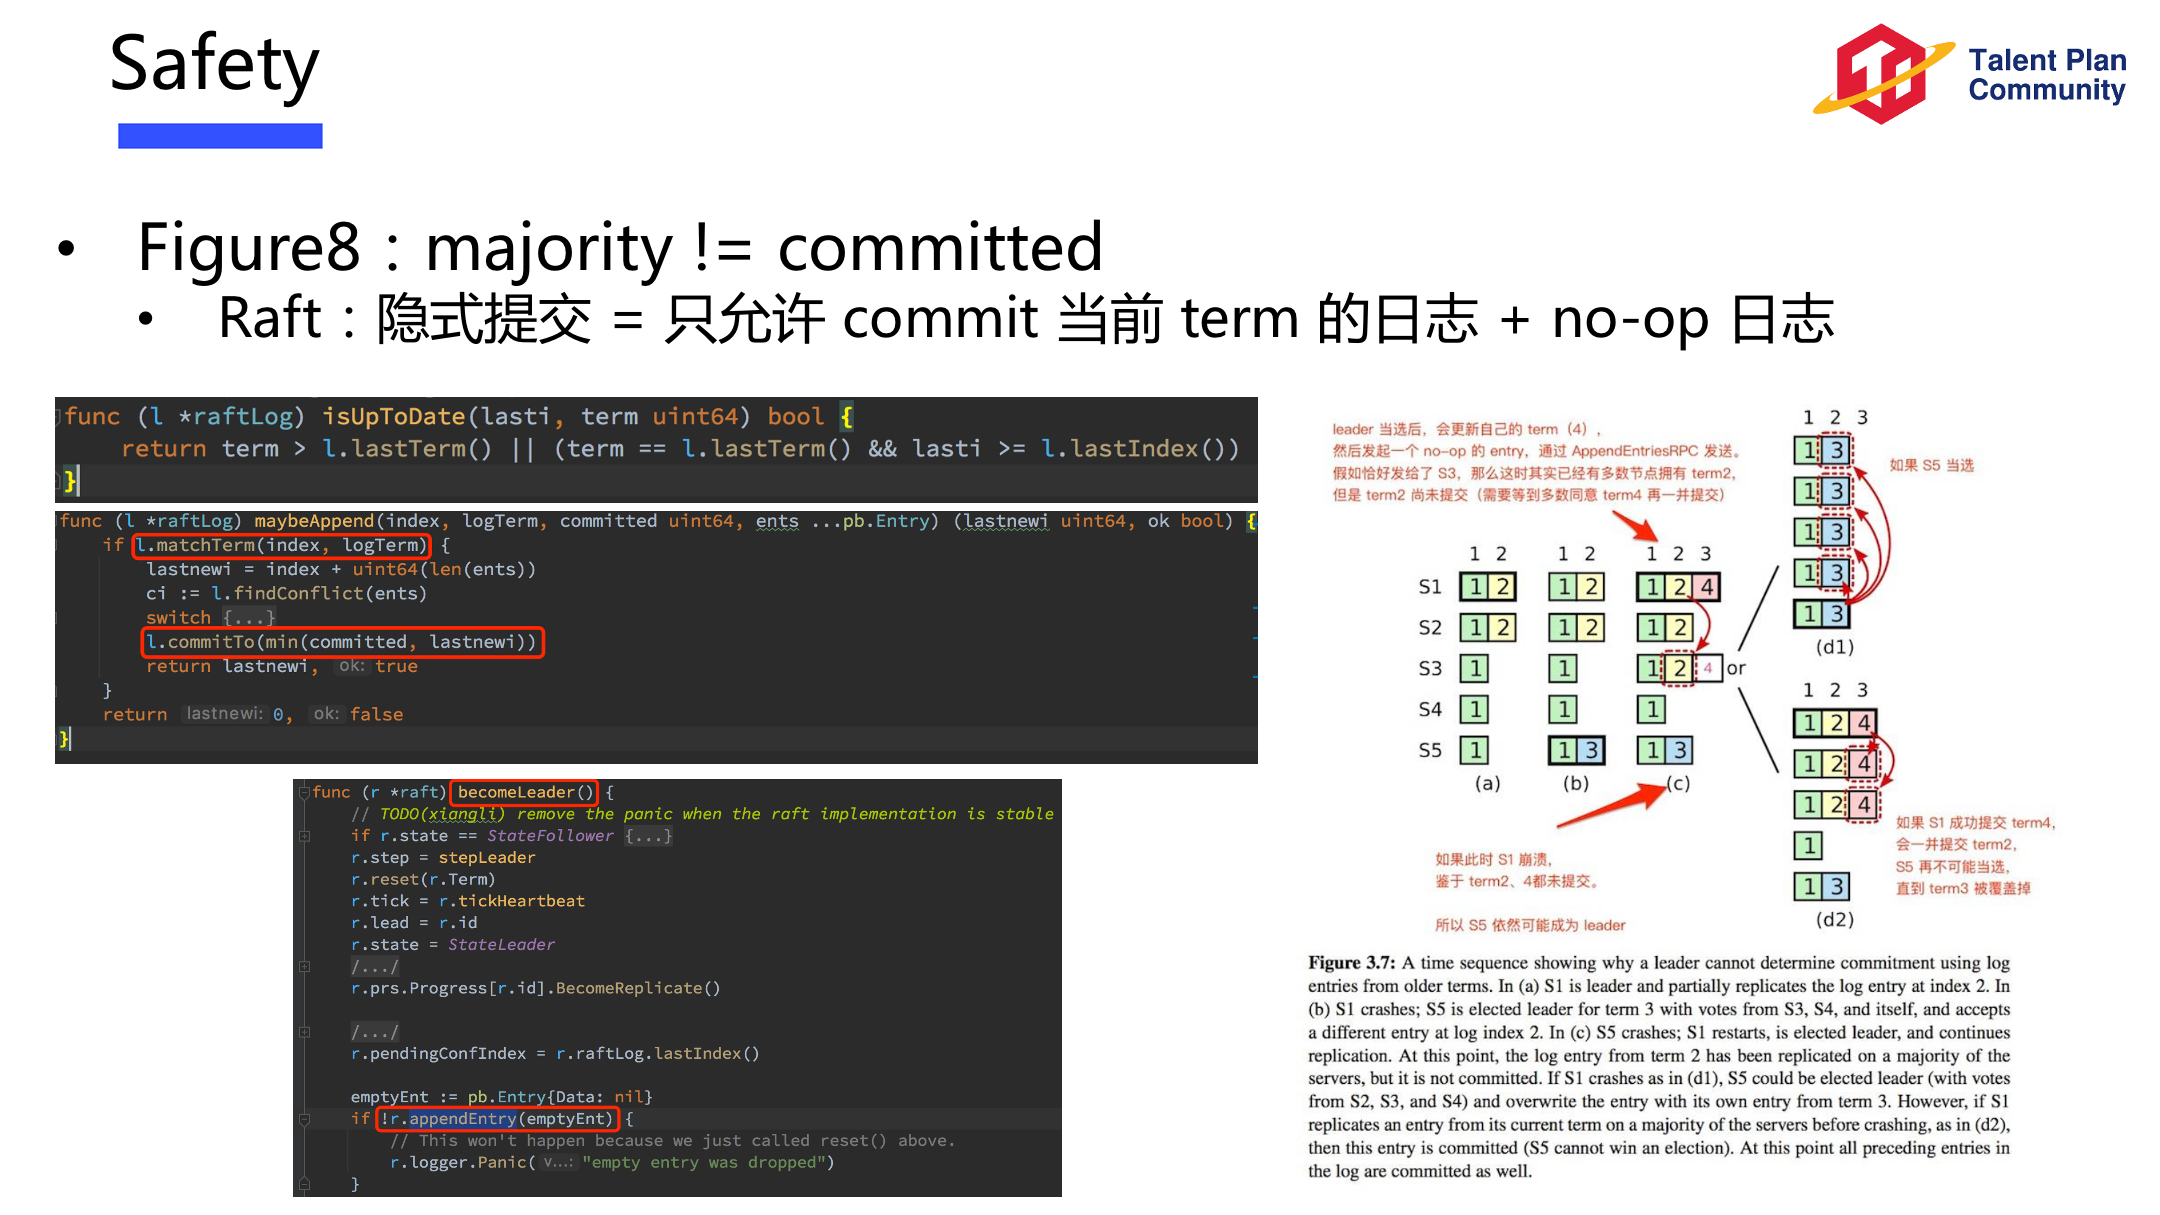 Safety
Talent Plan
Community
• Figure8：majority != committed
• Raft：隐式提交 = 只允许 commit 当前 term 的日志 + no-op 日志
func (l *raftLog) isUpToDate(lasti, term uint64) bool {
return term > l.lastTerm() || (term == l.lastTerm() && lasti >= l.lastIndex())
}
func (l *raftLog) maybeAppend(index, logTerm, committed uint64, ents ...pb.Entry) (lastnewi uint64, ok bool) {
if l.matchTerm(index, logTerm) {
lastnewi = index + uint64(len(ents))
ci := l.findConflict(ents)
switch {...}
l.commitTo(min(committed, lastnewi))
return lastnewi, ok: true
}
return lastnewi: 0, ok: false
}
func (r *raft) becomeLeader() {
// TODO(xiangli) remove the panic when the raft implementation is stable
if r.state == StateFollower {...}
r.step = stepLeader
r.reset(r.Term)
r.tick = r.tickHeartbeat
r.lead = r.id
r.state = StateLeader
/.../
r.prs.Progress[r.id].BecomeReplicate()
/.../
r.pendingConfIndex = r.raftLog.lastIndex()
emptyEnt := pb.Entry{Data: nil}
if !r.appendEntry(emptyEnt) {
// This won't happen because we just called reset() above.
r.logger.Panic( v...: "empty entry was dropped")
}
leader 当选后，会更新自己的 term（4），
然后发起一个 no-op 的 entry，通过 AppendEntriesRPC 发送。
假如恰好发给了 S3，那么这时其实已经有多数节点拥有 term2，
但是 term2 尚未提交（需要等到多数同意 term4 再一并提交）
1 2 1 2 1 2 3
S1 1 2 1 2 1 2 4
S2 1 2 1 2 1 2
S3 1 1 1 2 4 or
S4 1 1 1
S5 1 1 3 1 3
(a) (b) (c)
1 2 3
1 3
1 3
1 3
1 3
1 3
(d1)
如果 S5 当选
1 2 3
1 2 4
1 2 4
1 2 4
1
1 3
(d2)
如果 S1 成功提交 term4，
会一并提交 term2，
S5 再不可能当选，
直到 term3 被覆盖掉
如果此时 S1 崩溃，
鉴于 term2、4都未提交。
所以 S5 依然可能成为 leader
Figure 3.7: A time sequence showing why a leader cannot determine commitment using log
entries from older terms. In (a) S1 is leader and partially replicates the log entry at index 2. In
(b) S1 crashes; S5 is elected leader for term 3 with votes from S3, S4, and itself, and accepts
a different entry at log index 2. In (c) S5 crashes; S1 restarts, is elected leader, and continues
replication. At this point, the log entry from term 2 has been replicated on a majority of the
servers, but it is not committed. If S1 crashes as in (d1), S5 could be elected leader (with votes
from S2, S3, and S4) and overwrite the entry with its own entry from term 3. However, if S1
replicates an entry from its current term on a majority of the servers before crashing, as in (d2),
then this entry is committed (S5 cannot win an election). At this point all preceding entries in
the log are committed as well.